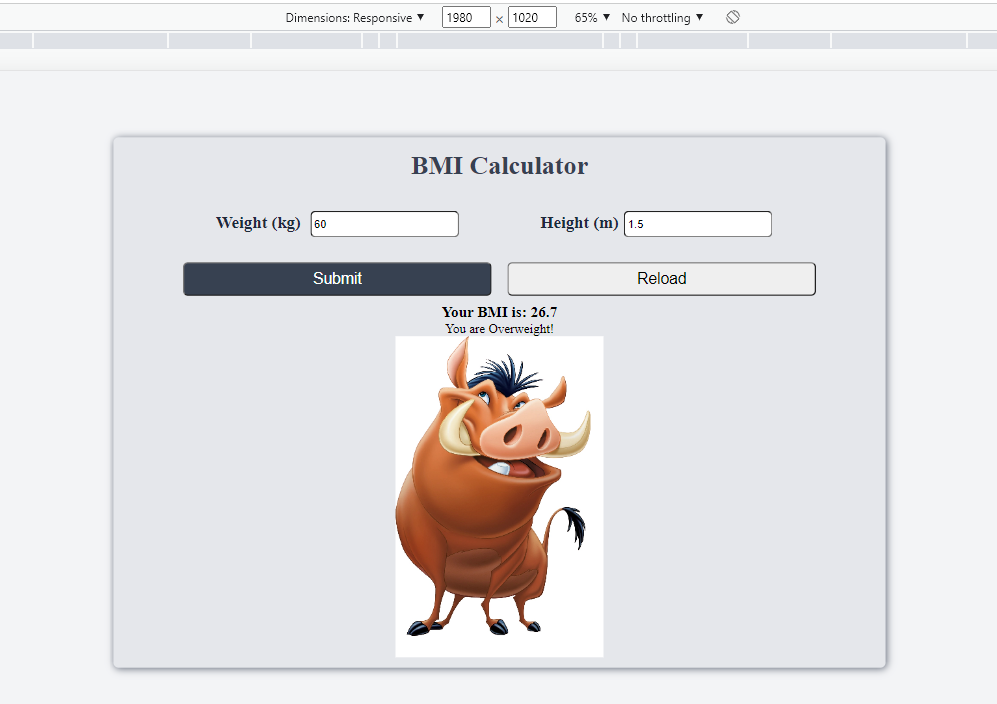 Dimensions: Responsive ▼ 1980 × 1020 65% ▼ No throttling ▼
BMI Calculator
Weight (kg) 60 Height (m) 1.5
Submit Reload
Your BMI is: 26.7
You are Overweight!